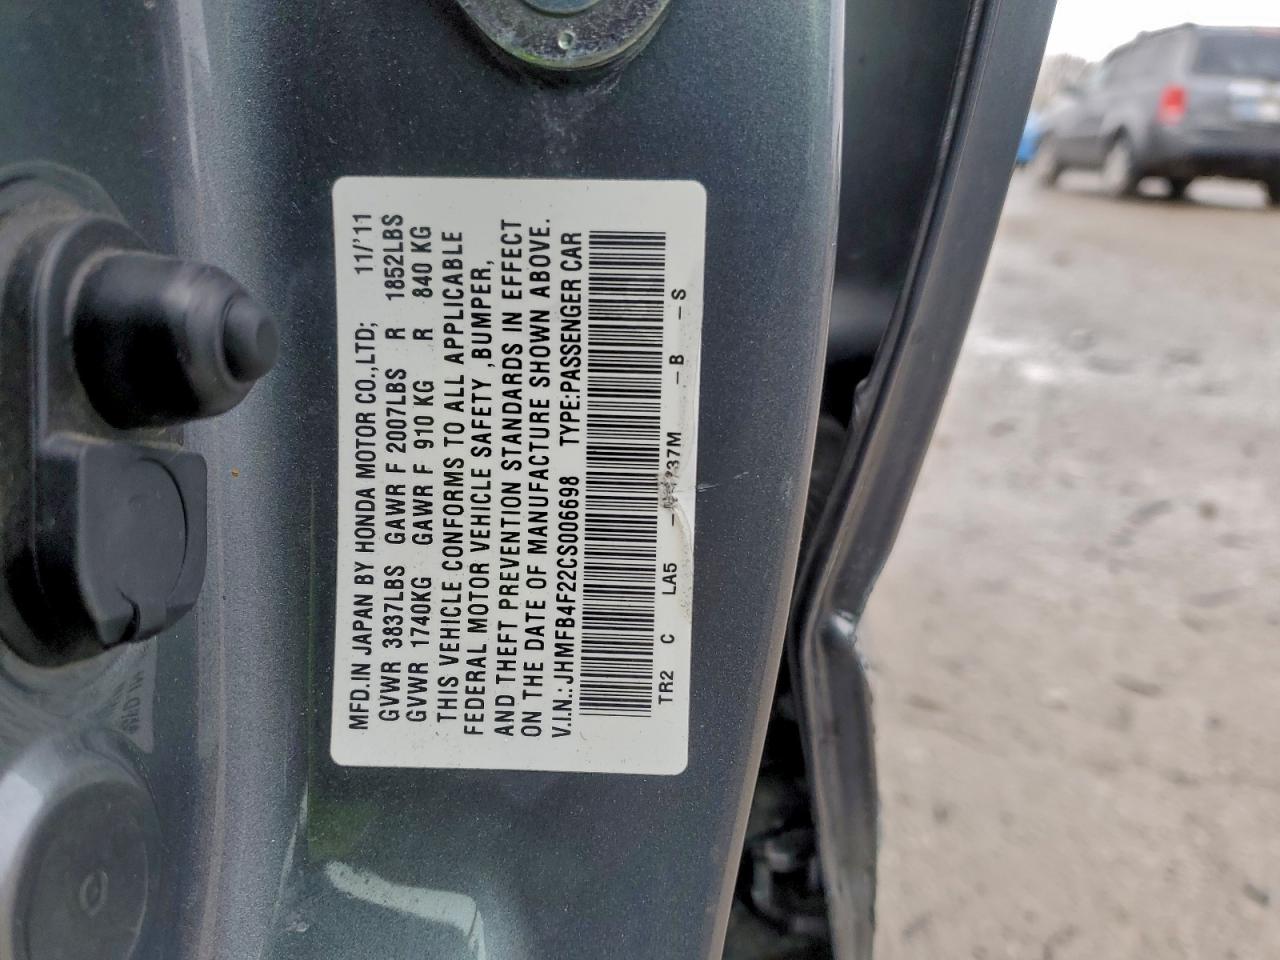 MFD.IN JAPAN BY HONDA MOTOR CO.,LTD; 11/'11
GVWR 3837LBS GAWR F 2007LBS R 1852LBS
GVWR 1740KG GAWR F 910 KG R 840 KG
THIS VEHICLE CONFORMS TO ALL APPLICABLE
FEDERAL MOTOR VEHICLE SAFETY ,BUMPER,
AND THEFT PREVENTION STANDARDS IN EFFECT
ON THE DATE OF MANUFACTURE SHOWN ABOVE.
V.I.N.: JHMFB4F22CS006698 TYPE:PASSENGER CAR
TR2 C LA5 - B - S